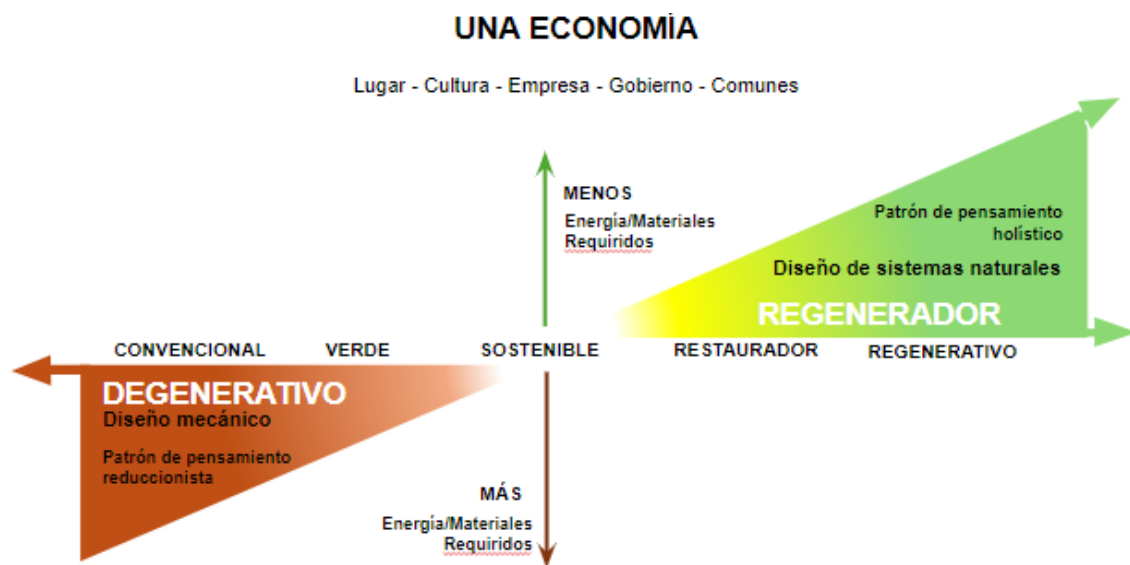 UNA ECONOMÍA
Lugar - Cultura - Empresa - Gobierno - Comunes
MENOS
Energía/Materiales
Requiridos
Patrón de pensamiento
holístico
Diseño de sistemas naturales
REGENERADOR
CONVENCIONAL VERDE SOSTENIBLE RESTAURADOR REGENERATIVO
DEGENERATIVO
Diseño mecánico
Patrón de pensamiento
reduccionista
MÁS
Energía/Materiales
Requiridos